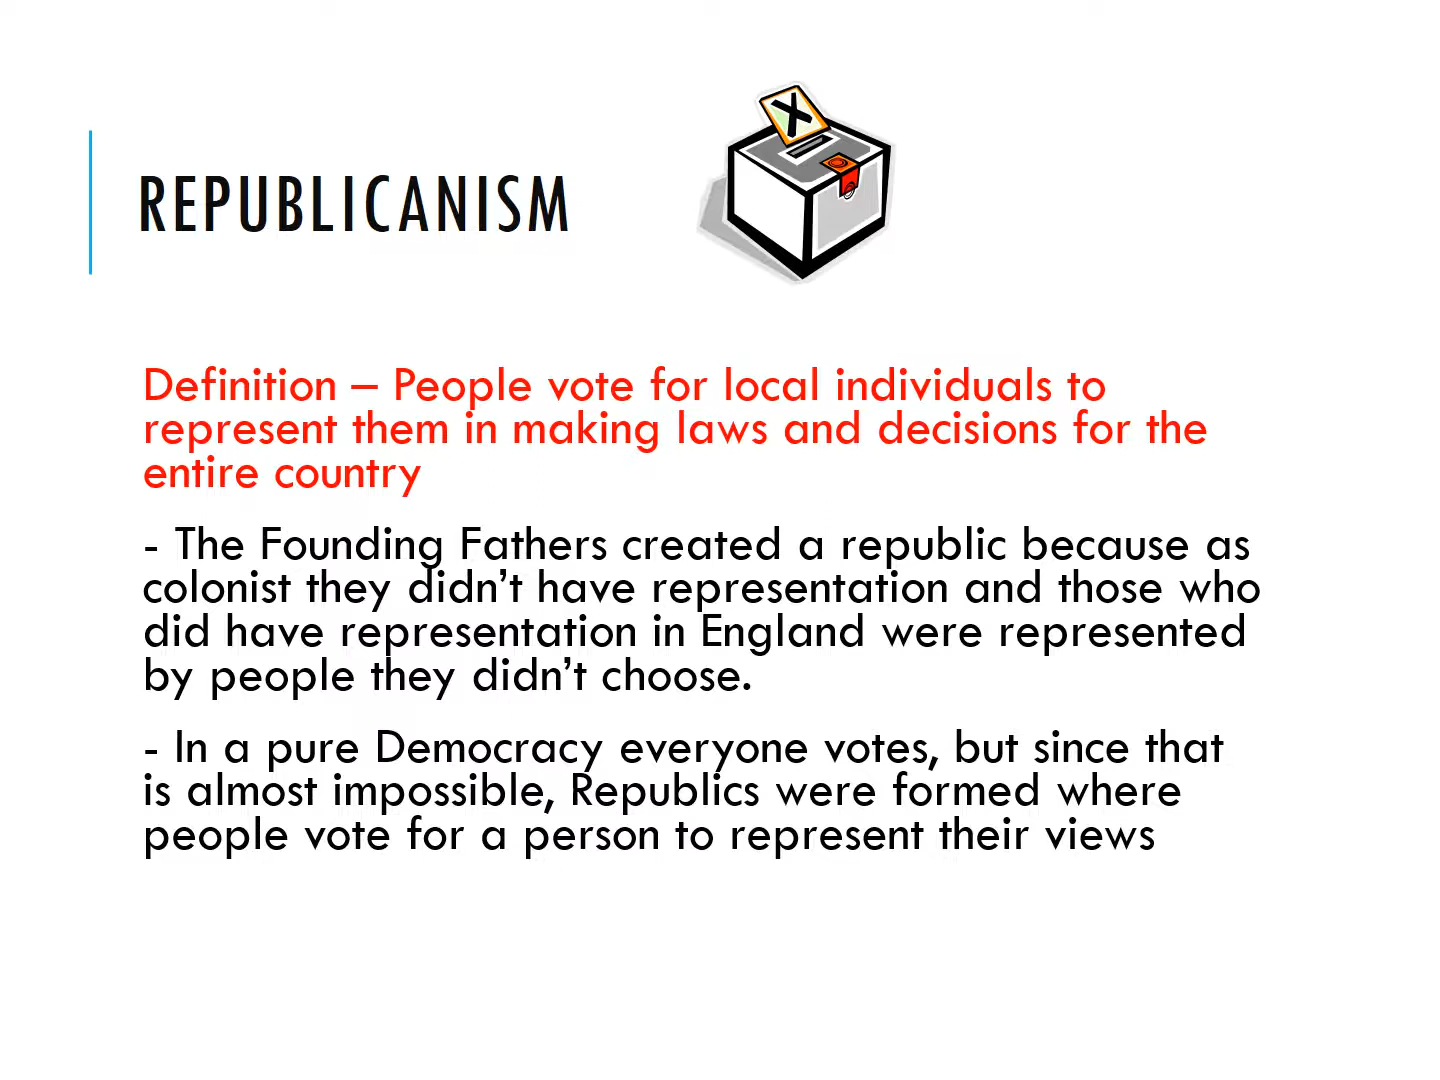 REPUBLICANISM
X
Definition – People vote for local individuals to
represent them in making laws and decisions for the
entire country
- The Founding Fathers created a republic because as
colonist they didn’t have representation and those who
did have representation in England were represented
by people they didn’t choose.
- In a pure Democracy everyone votes, but since that
is almost impossible, Republics were formed where
people vote for a person to represent their views